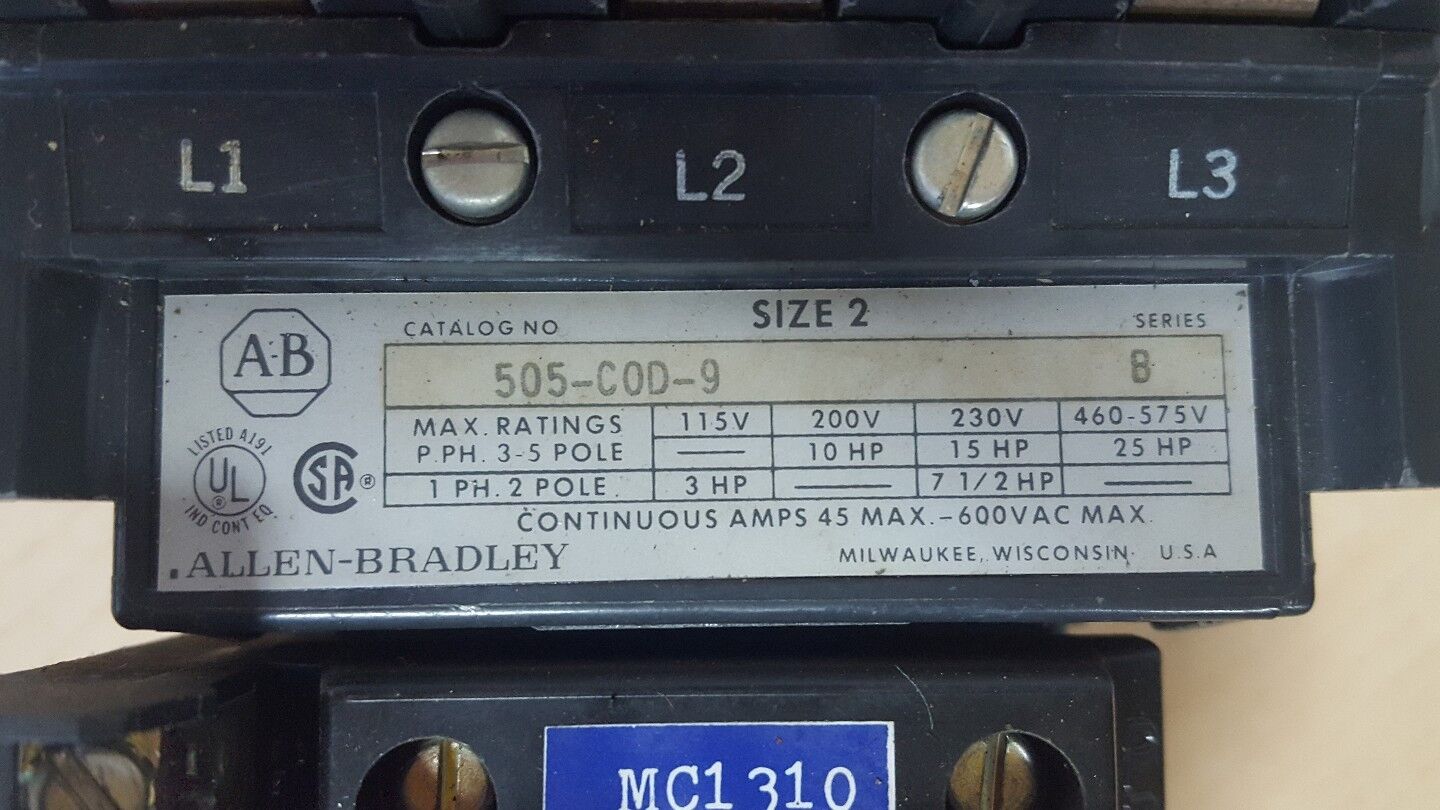 L1 L2 L3
A-B
CATALOG NO SIZE 2 SERIES
505-COD-9 B
MAX. RATINGS 115V 200V 230V 460-575V
P.PH. 3-5 POLE —— 10 HP 15 HP 25 HP
1 PH. 2 POLE. 3 HP —— 7 1/2 HP ——
LISTED A191
UL ®
IND CONT EQ.
SA ®
CONTINUOUS AMPS 45 MAX.-600VAC MAX.
ALLEN-BRADLEY MILWAUKEE, WISCONSIN U.S.A
MC1310